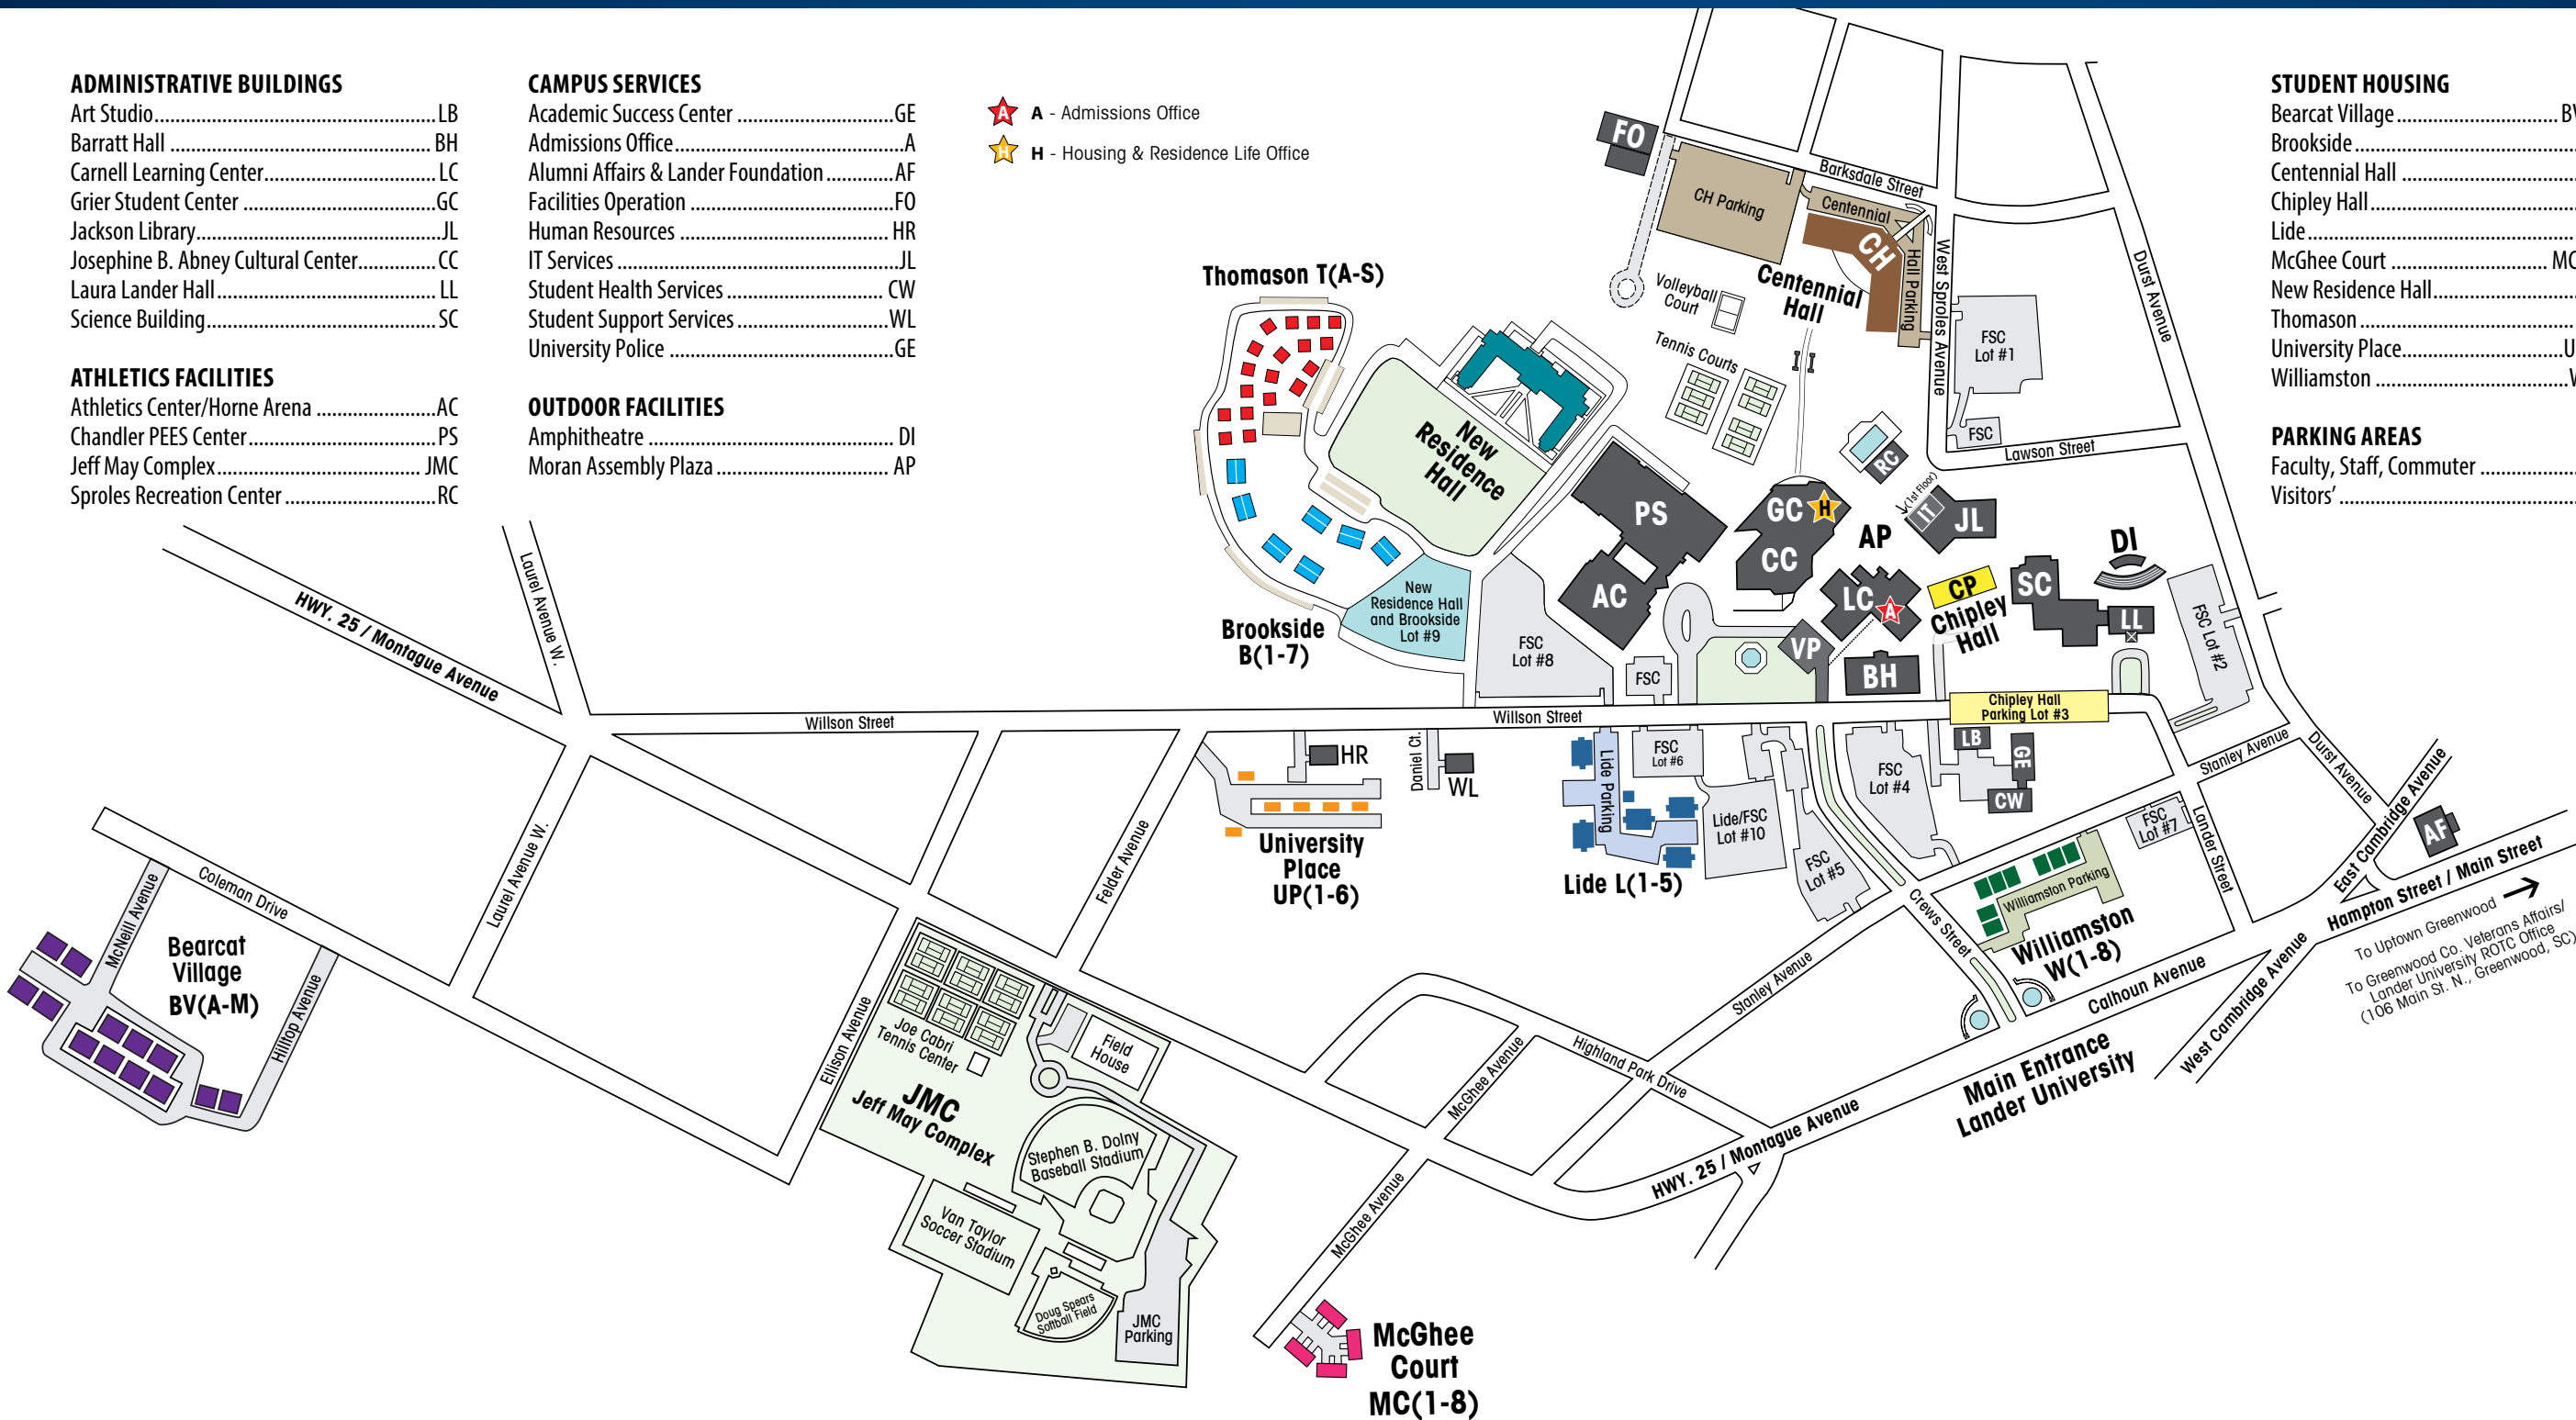 ADMINISTRATIVE BUILDINGS
Art Studio LB
Barratt Hall BH
Carnell Learning Center LC
Grier Student Center GC
Jackson Library JL
Josephine B. Abney Cultural Center CC
Laura Lander Hall LL
Science Building SC
ATHLETICS FACILITIES
Athletics Center/Horne Arena AC
Chandler PEES Center PS
Jeff May Complex JMC
Sproles Recreation Center RC
CAMPUS SERVICES
Academic Success Center GE
Admissions Office A
Alumni Affairs & Lander Foundation AF
Facilities Operation FO
Human Resources HR
IT Services JL
Student Health Services CW
Student Support Services WL
University Police GE
OUTDOOR FACILITIES
Amphitheatre DI
Moran Assembly Plaza AP
A A - Admissions Office
H H - Housing & Residence Life Office
STUDENT HOUSING
Bearcat Village
Brookside
Centennial Hall
Chipley Hall
Lide
McGhee Court
New Residence Hall
Thomason
University Place
Williamston
PARKING AREAS
Faculty, Staff, Commuter
Visitors'
FO
CH Parking
Barksdale Street
Centennial
Hall Parking
CH
Centennial
Hall
West Sproles Avenue
Durst Avenue
Volleyball
Court
Tennis Courts
FSC
Lot #1
FSC
Lawson Street
Thomason T(A-S)
New
Residence
Hall
RC
(1st Floor)
IT
JL
PS
GC
H
CC
AP
AC
LC
A
CP
Chipley
Hall
SC
DI
LL
FSC Lot #2
VP
BH
New
Residence Hall
and Brookside
Lot #9
Brookside
B(1-7)
FSC
Lot #8
FSC
Chipley Hall
Parking Lot #3
HWY. 25 / Montague Avenue
Laurel Avenue W.
Willson Street
Willson Street
HR
Daniel Ct.
WL
University
Place
UP(1-6)
Lide Parking
FSC
Lot #6
Lide/FSC
Lot #10
Lide L(1-5)
FSC
Lot #5
FSC
Lot #4
LB
GE
CW
Stanley Avenue
Durst Avenue
FSC
Lot #7
Lander Street
East Cambridge Avenue
AF
Hampton Street / Main Street
To Uptown Greenwood
To Greenwood Co. Veterans Affairs/
Lander University ROTC Office
(106 Main St. N., Greenwood, SC)
Williamston Parking
Williamston
W(1-8)
Crews Street
Calhoun Avenue
West Cambridge Avenue
Main Entrance
Lander University
Stanley Avenue
Highland Park Drive
McGhee Avenue
HWY. 25 / Montague Avenue
McGhee Avenue
McGhee
Court
MC(1-8)
Felder Avenue
Laurel Avenue W.
Coleman Drive
McNeill Avenue
Bearcat
Village
BV(A-M)
Hilltop Avenue
Ellison Avenue
Joe Cabri
Tennis Center
Field
House
JMC
Jeff May Complex
Stephen B. Dolny
Baseball Stadium
Van Taylor
Soccer Stadium
Doug Spears
Softball Field
JMC
Parking